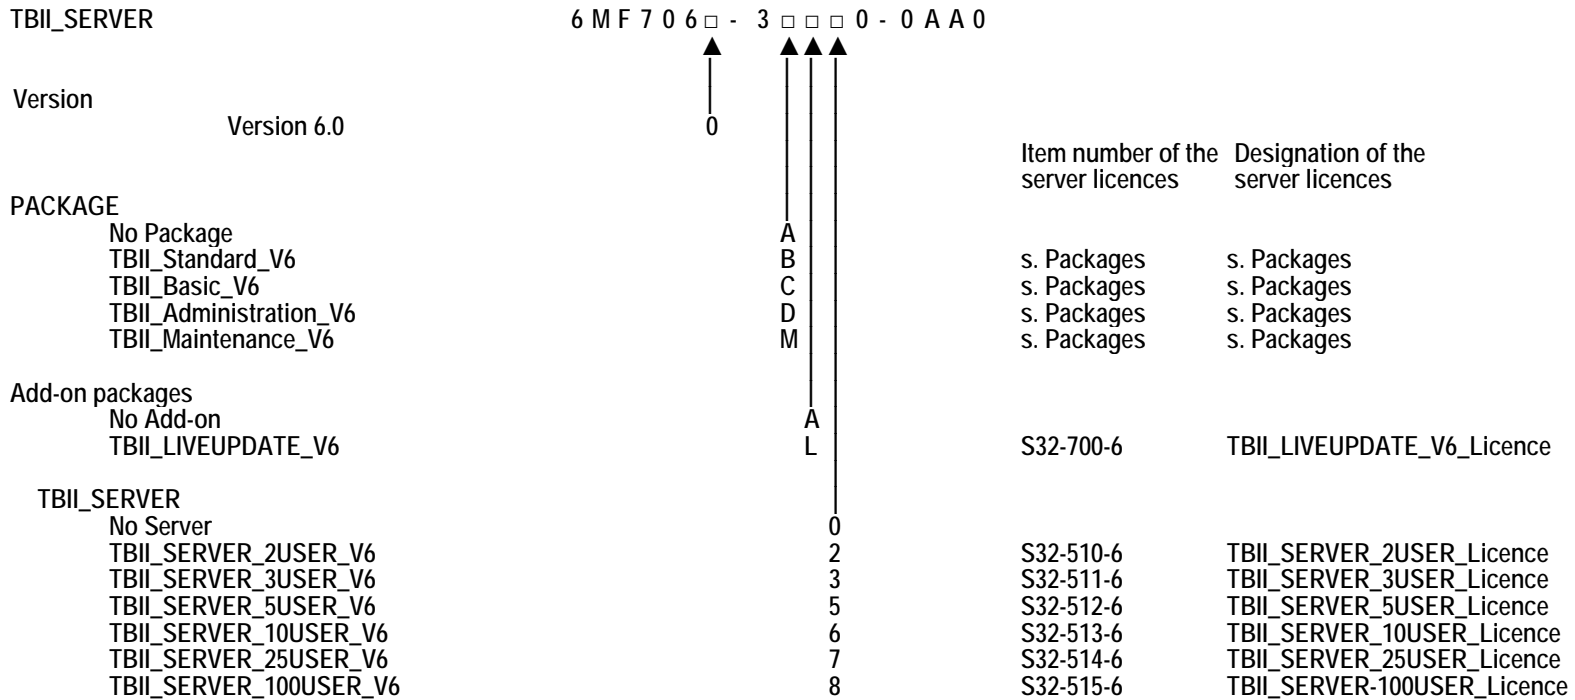 TBII_SERVER 6 M F 7 0 6 □ - 3 □ □ □ 0 - 0 A A 0
Version
Version 6.0 0
Item number of the Designation of the
server licences server licences
PACKAGE
No Package A
TBII_Standard_V6 B s. Packages s. Packages
TBII_Basic_V6 C s. Packages s. Packages
TBII_Administration_V6 D s. Packages s. Packages
TBII_Maintenance_V6 M s. Packages s. Packages
Add-on packages
No Add-on A
TBII_LIVEUPDATE_V6 L S32-700-6 TBII_LIVEUPDATE_V6_Licence
TBII_SERVER
No Server 0
TBII_SERVER_2USER_V6 2 S32-510-6 TBII_SERVER_2USER_Licence
TBII_SERVER_3USER_V6 3 S32-511-6 TBII_SERVER_3USER_Licence
TBII_SERVER_5USER_V6 5 S32-512-6 TBII_SERVER_5USER_Licence
TBII_SERVER_10USER_V6 6 S32-513-6 TBII_SERVER_10USER_Licence
TBII_SERVER_25USER_V6 7 S32-514-6 TBII_SERVER_25USER_Licence
TBII_SERVER_100USER_V6 8 S32-515-6 TBII_SERVER-100USER_Licence